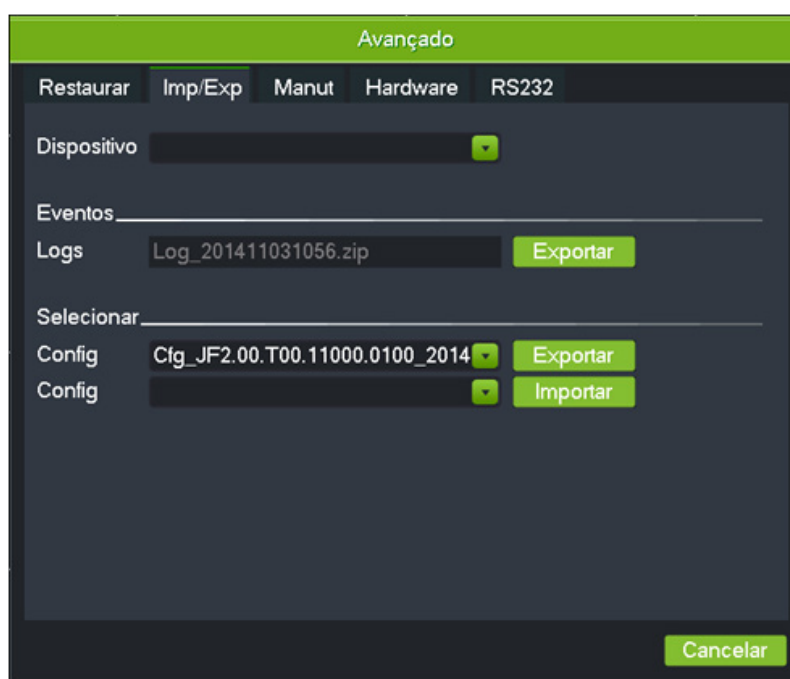 Avançado
Restaurar Imp/Exp Manut Hardware RS232
Dispositivo
Eventos
Logs Log_201411031056.zip Exportar
Selecionar
Config Cfg_JF2.00.T00.11000.0100_2014 Exportar
Config Importar
Cancelar